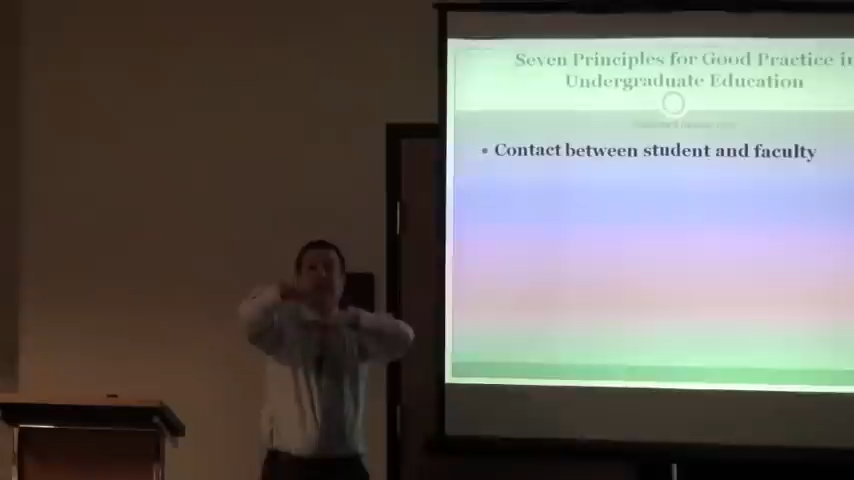 Seven Principles for Good Practice in
Undergraduate Education
• Contact between student and faculty